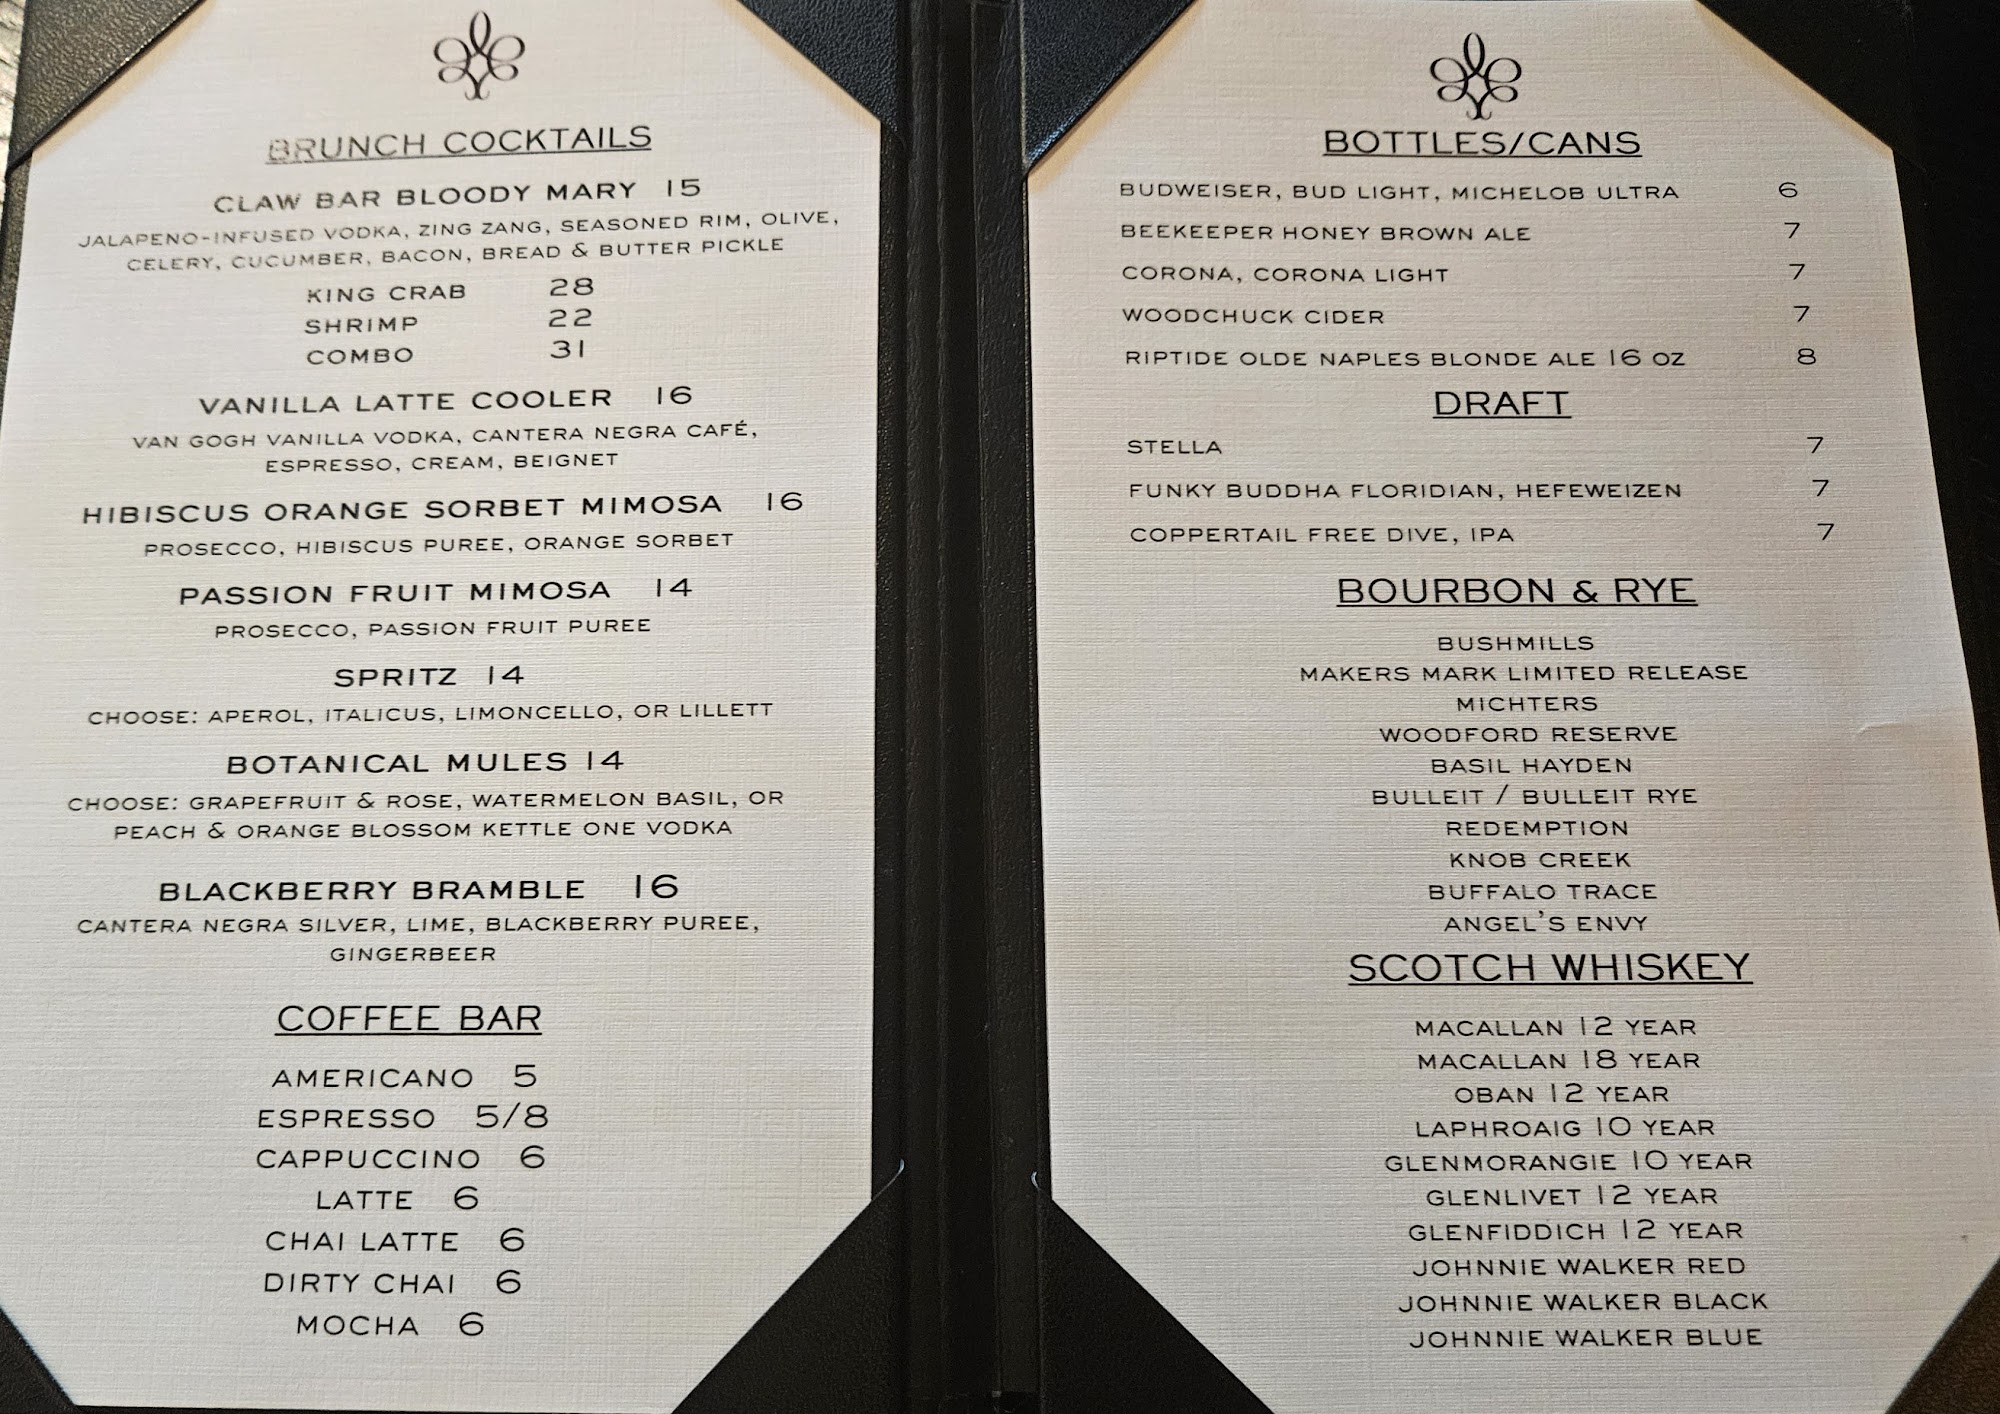 BRUNCH COCKTAILS
CLAW BAR BLOODY MARY 15
JALAPENO-INFUSED VODKA, ZING ZANG, SEASONED RIM, OLIVE,
CELERY, CUCUMBER, BACON, BREAD & BUTTER PICKLE
KING CRAB 28
SHRIMP 22
COMBO 31
VANILLA LATTE COOLER 16
VAN GOGH VANILLA VODKA, CANTERA NEGRA CAFÉ,
ESPRESSO, CREAM, BEIGNET
HIBISCUS ORANGE SORBET MIMOSA 16
PROSECCO, HIBISCUS PUREE, ORANGE SORBET
PASSION FRUIT MIMOSA 14
PROSECCO, PASSION FRUIT PUREE
SPRITZ 14
CHOOSE: APEROL, ITALICUS, LIMONCELLO, OR LILLETT
BOTANICAL MULES 14
CHOOSE: GRAPEFRUIT & ROSE, WATERMELON BASIL, OR
PEACH & ORANGE BLOSSOM KETTLE ONE VODKA
BLACKBERRY BRAMBLE 16
CANTERA NEGRA SILVER, LIME, BLACKBERRY PUREE,
GINGERBEER
COFFEE BAR
AMERICANO 5
ESPRESSO 5/8
CAPPUCCINO 6
LATTE 6
CHAI LATTE 6
DIRTY CHAI 6
MOCHA 6
BOTTLES/CANS
BUDWEISER, BUD LIGHT, MICHELOB ULTRA 6
BEEKEEPER HONEY BROWN ALE 7
CORONA, CORONA LIGHT 7
WOODCHUCK CIDER 7
RIPTIDE OLDE NAPLES BLONDE ALE 16 OZ 8
DRAFT
STELLA 7
FUNKY BUDDHA FLORIDIAN, HEFEWEIZEN 7
COPPERTAIL FREE DIVE, IPA 7
BOURBON & RYE
BUSHMILLS
MAKERS MARK LIMITED RELEASE
MICHTERS
WOODFORD RESERVE
BASIL HAYDEN
BULLEIT / BULLEIT RYE
REDEMPTION
KNOB CREEK
BUFFALO TRACE
ANGEL'S ENVY
SCOTCH WHISKEY
MACALLAN 12 YEAR
MACALLAN 18 YEAR
OBAN 12 YEAR
LAPHROAIG 10 YEAR
GLENMORANGIE 10 YEAR
GLENLIVET 12 YEAR
GLENFIDDICH 12 YEAR
JOHNNIE WALKER RED
JOHNNIE WALKER BLACK
JOHNNIE WALKER BLUE